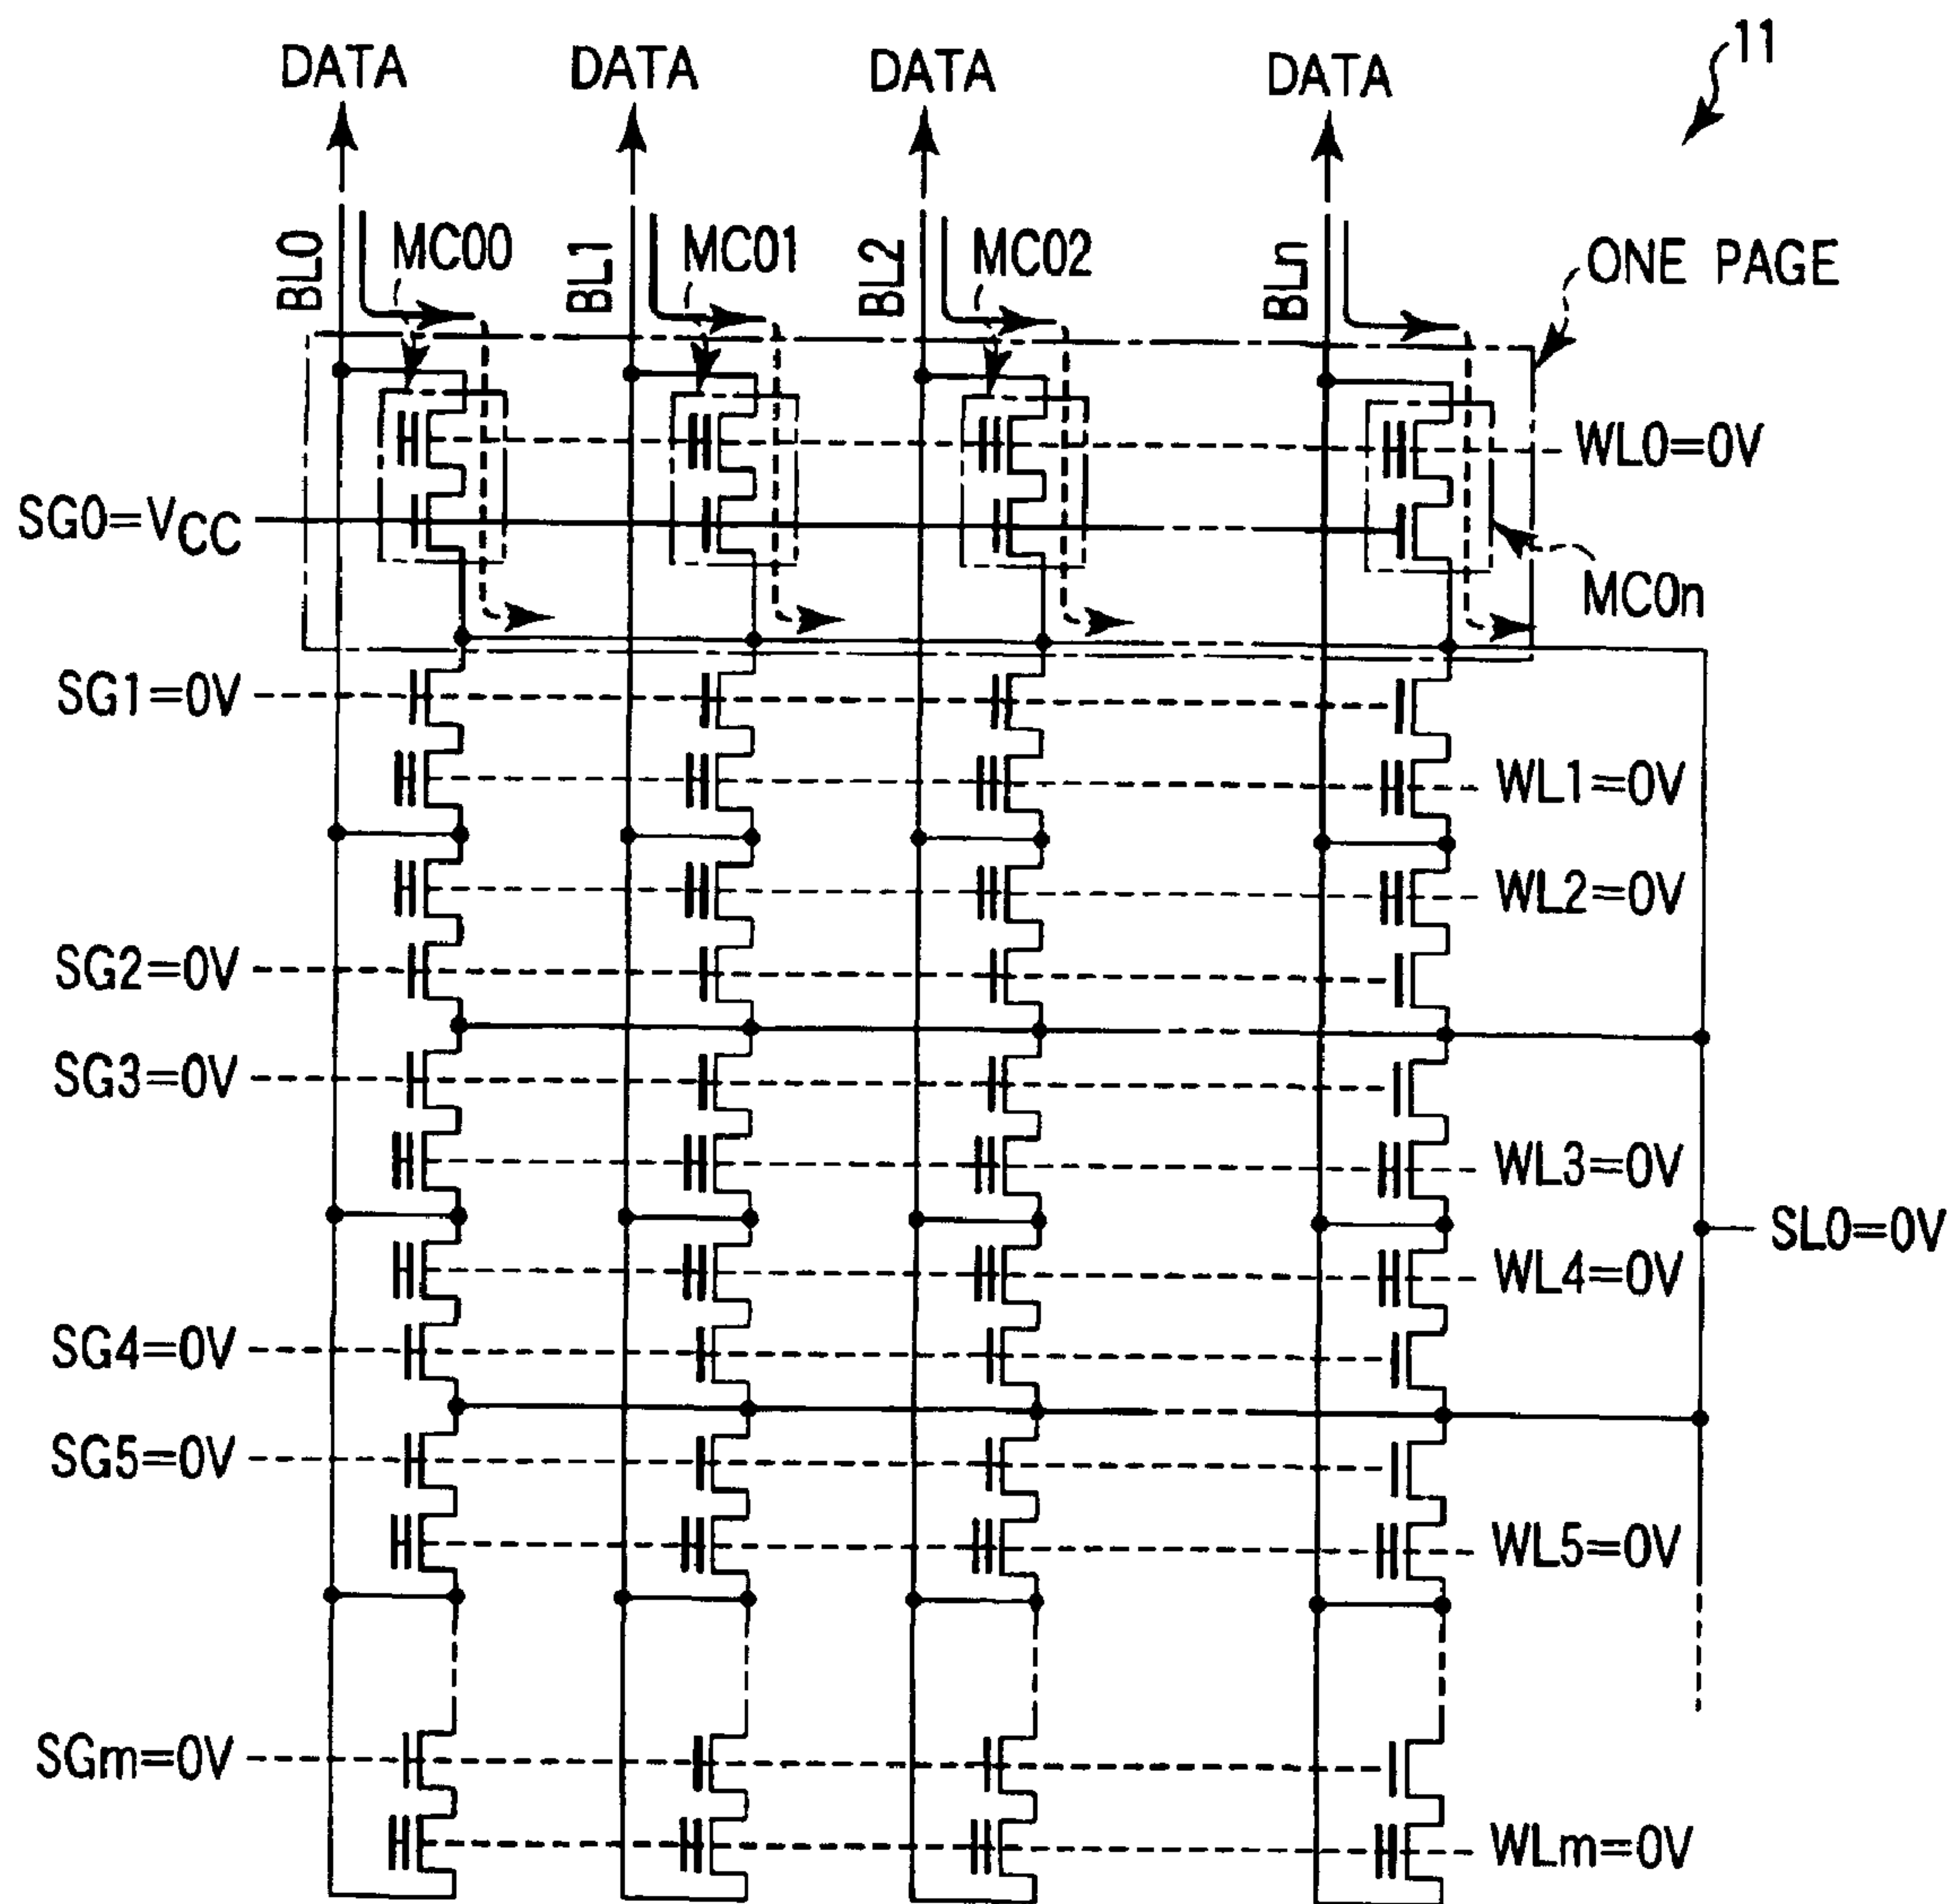 11
DATA DATA DATA DATA
BL0 MC00 BL1 MC01 BL2 MC02 BLn ONE PAGE
WL0=0V
SG0=VCC
MC0n
SG1=0V
WL1=0V
WL2=0V
SG2=0V
SG3=0V
WL3=0V
SL0=0V
WL4=0V
SG4=0V
SG5=0V
WL5=0V
SGm=0V
WLm=0V